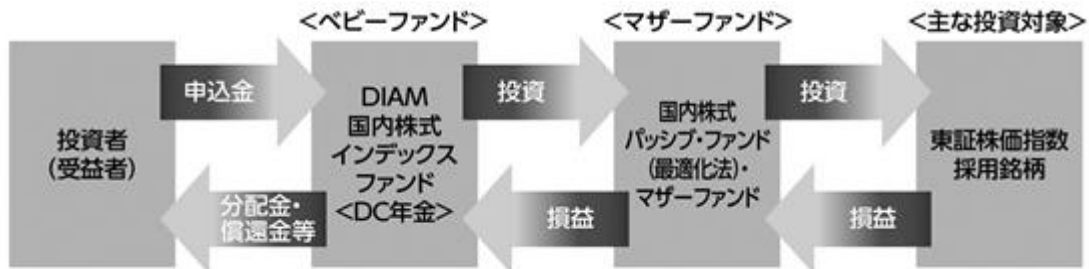 <ベビーファンド>
<マザーファンド>
<主な投資対象>
申込金
投資
投資
投資者
(受益者)
DIAM
国内株式
インデックス
ファンド
<DC年金>
国内株式
パッシブ・ファンド
(最適化法)・
マザーファンド
東証株価指数
採用銘柄
分配金・
償還金等
損益
損益